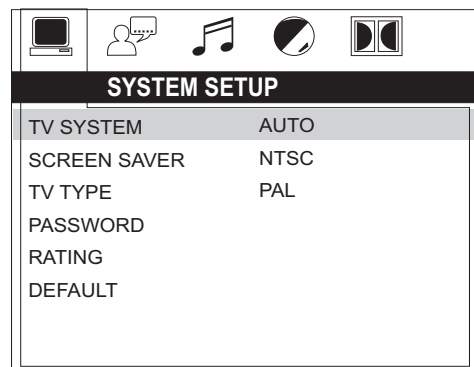 SYSTEM SETUP
TV SYSTEM AUTO
SCREEN SAVER NTSC
TV TYPE PAL
PASSWORD
RATING
DEFAULT